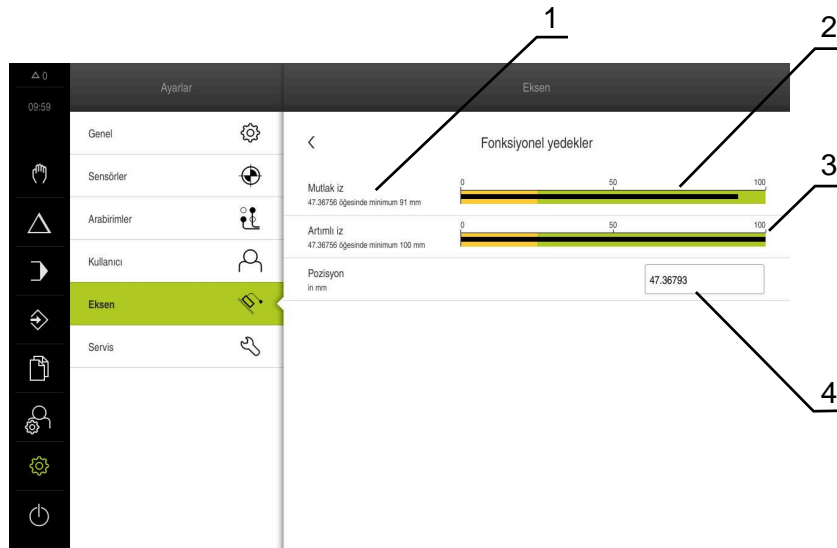 1
2
0
Ayarlar
Eksen
09:59
Genel
Fonksiyonel yedekler
Sensörler
Mutlak iz
47.36756 öğesinde minimum 91 mm
0 50 100
3
Arabirimler
Artımlı iz
47.36756 öğesinde minimum 100 mm
0 50 100
Kullanıcı
Pozisyon
in mm
47.36793
Eksen
Servis
4